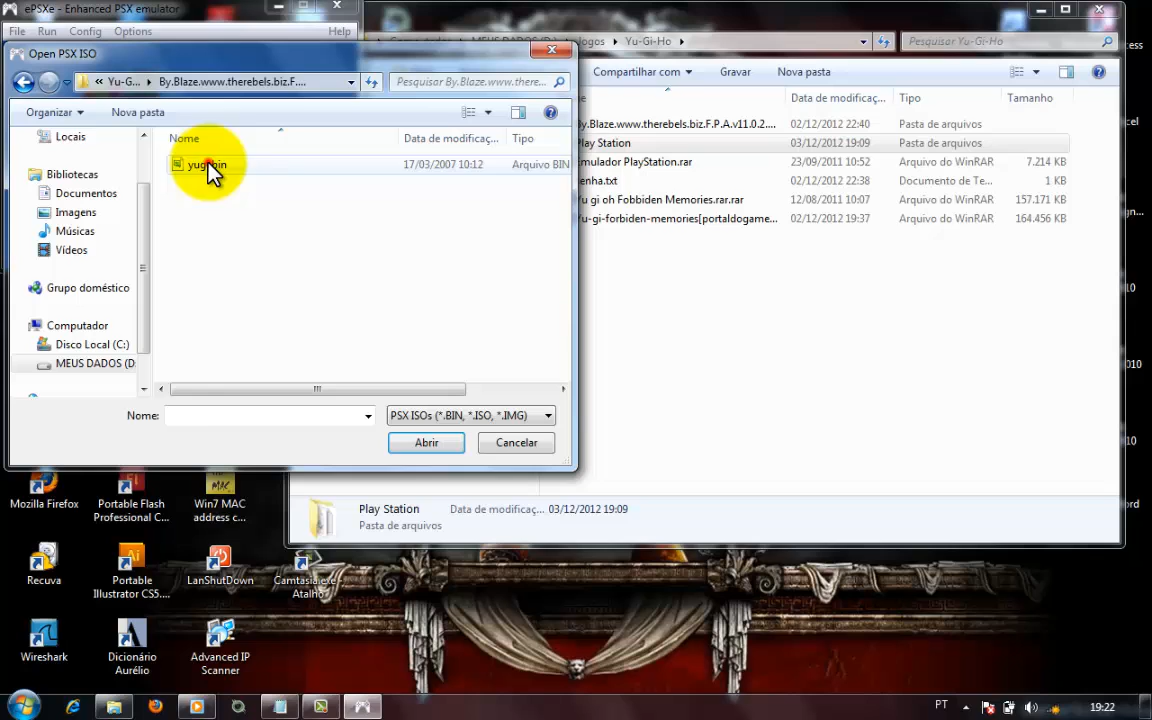 ePSXe - Enhanced PSX emulator
File Run Config Options Help
Open PSX ISO
« Yu-G... By.Blaze.www.therebels.biz.F....
Pesquisar By.Blaze.www.there...
Organizar Nova pasta
Nome Data de modificaç... Tipo
17/03/2007 10:12 Arquivo BIN
Locais
Bibliotecas
Documentos
Imagens
Músicas
Vídeos
Grupo doméstico
Computador
Disco Local (C:)
MEUS DADOS (D:
Nome: PSX ISOs (*.BIN, *.ISO, *.IMG)
Abrir Cancelar
MEUS DADOS (D:) jogos Yu-Gi-Ho
Pesquisar Yu-Gi-Ho
Compartilhar com Gravar Nova pasta
Data de modificaç... Tipo Tamanho
By.Blaze.www.therebels.biz.F.P.A.v11.0.2.... 02/12/2012 22:40 Pasta de arquivos
Play Station 03/12/2012 19:09 Pasta de arquivos
mulador PlayStation.rar 23/09/2011 10:52 Arquivo do WinRAR 7.214 KB
enha.txt 02/12/2012 22:38 Documento de Te... 1 KB
Yu gi oh Fobbiden Memories.rar.rar 12/08/2011 10:07 Arquivo do WinRAR 157.171 KB
Yu-gi-forbiden-memories[portaldogame... 02/12/2012 19:37 Arquivo do WinRAR 164.456 KB
Play Station Data de modificaç... 03/12/2012 19:09
Pasta de arquivos
Mozilla Firefox
Portable Flash
Professional C...
Win7 MAC
address c...
Recuva
Portable
Illustrator CS5....
LanShutDown
Camtasia.exe -
Atalho
Wireshark
Dicionário
Aurélio
Advanced IP
Scanner
PT 19:22